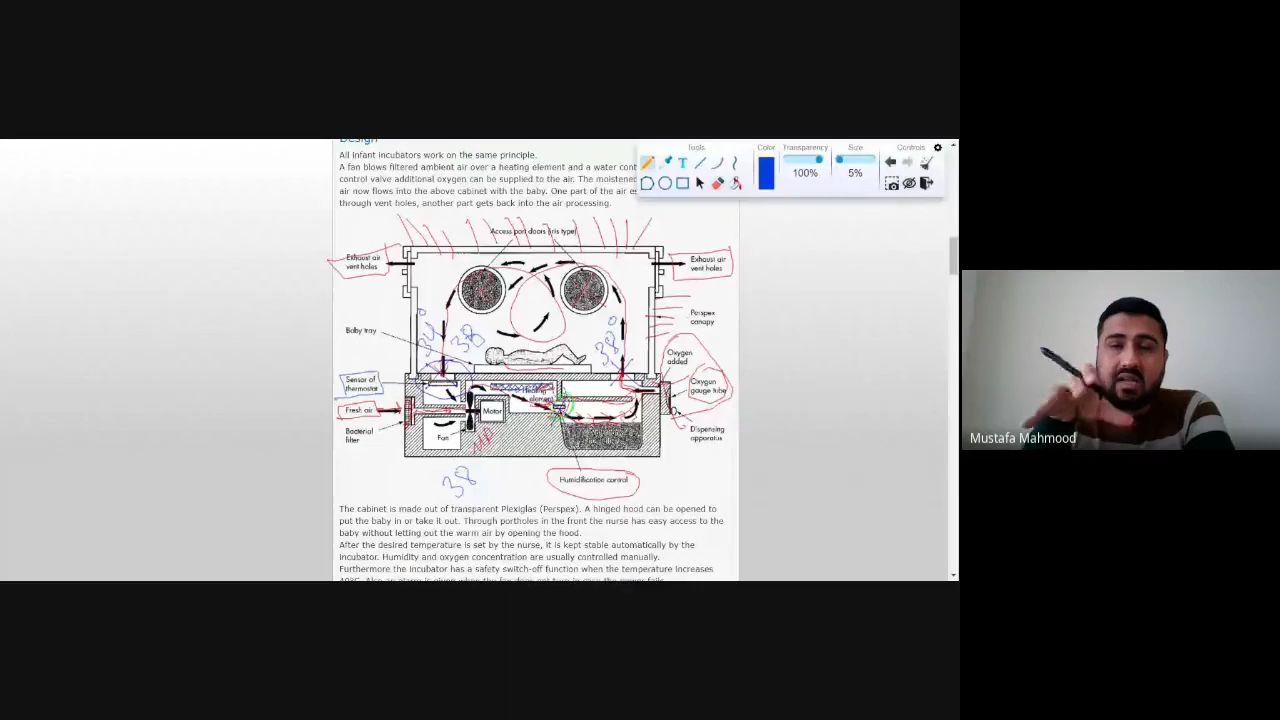 Design
All infant incubators work on the same principle.
A fan blows filtered ambient air over a heating element and a water
control valve additional oxygen can be supplied to the air. The moistened
air now flows into the above cabinet with the baby. One part of the air
through vent holes, another part gets back into the air processing.
Tools
Color
Transparency
Size
Controls
T
100%
5%
Access port doors (iris type)
Exhaust air
vent holes
Exhaust air
vent holes
Perspex
canopy
Baby tray
34°
38
38°
Oxygen
added
Sensor of
thermostat
Heating
element
Oxygun
gauge tube
Fresh air
Motor
Bacterial
filter
Fan
Dispensing
apparatus
38
Humidification control
The cabinet is made out of transparent Plexiglas (Perspex). A hinged hood can be opened to
put the baby in or take it out. Through portholes in the front the nurse has easy access to the
baby without letting out the warm air by opening the hood.
After the desired temperature is set by the nurse, it is kept stable automatically by the
incubator. Humidity and oxygen concentration are usually controlled manually.
Furthermore the incubator has a safety switch-off function when the temperature increases
Mustafa Mahmood